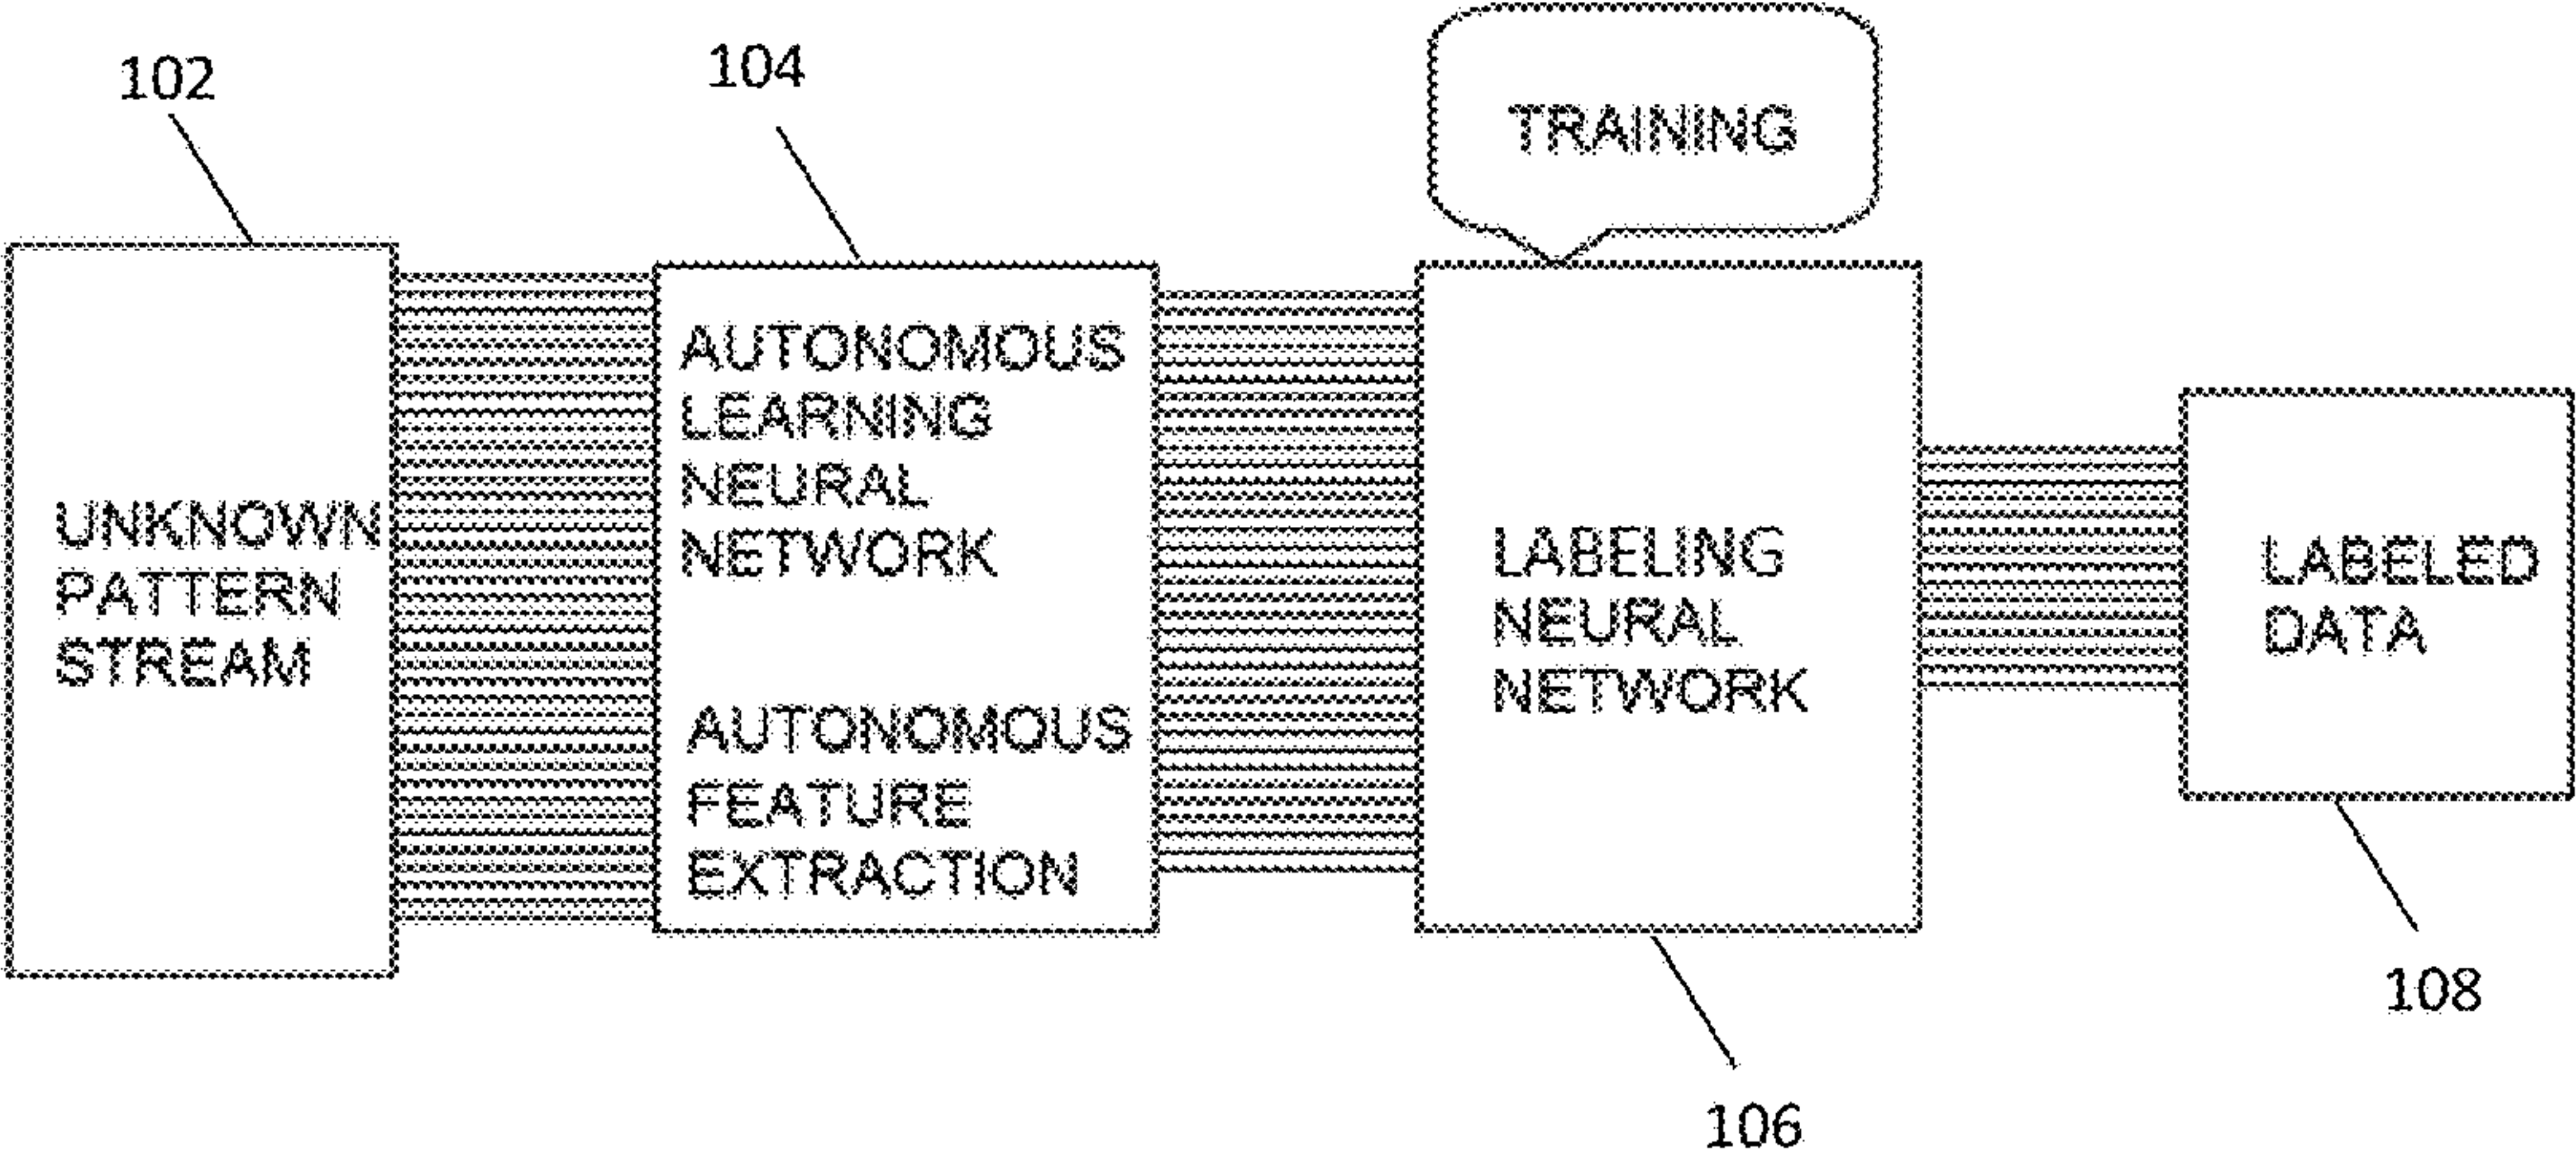 102
104
TRAINING
UNKNOWN
PATTERN
STREAM
AUTONOMOUS
LEARNING
NEURAL
NETWORK
AUTONOMOUS
FEATURE
EXTRACTION
LABELING
NEURAL
NETWORK
LABELED
DATA
108
106